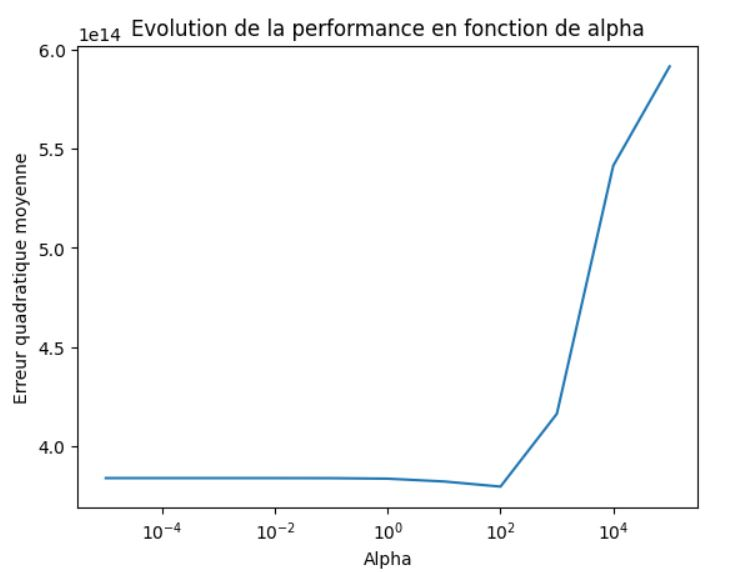 Evolution de la performance en fonction de alpha
1e14
6.0
5.5
5.0
4.5
4.0
Erreur quadratique moyenne
10⁻⁴ 10⁻² 10⁰ 10² 10⁴
Alpha